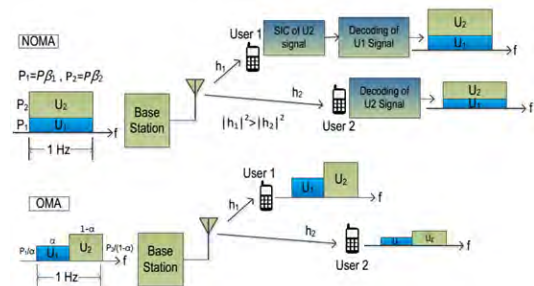 NOMA
P₁=Pβ₁ , P₂=Pβ₂
P₂
U₂
P₁
U₁
f
1 Hz
Base
Station
h₁
User 1
SIC of U2
signal
Decoding of
U1 Signal
U₂
U₁
f
h₂
|h₁|²>|h₂|²
User 2
Decoding of
U2 Signal
U₂
U₁
f
OMA
P₁/α
α
U₁
1-α
U₂
P₂/(1-α)
f
1 Hz
Base
Station
h₁
User 1
U₁
U₂
f
h₂
User 2
U₁
U₂
f